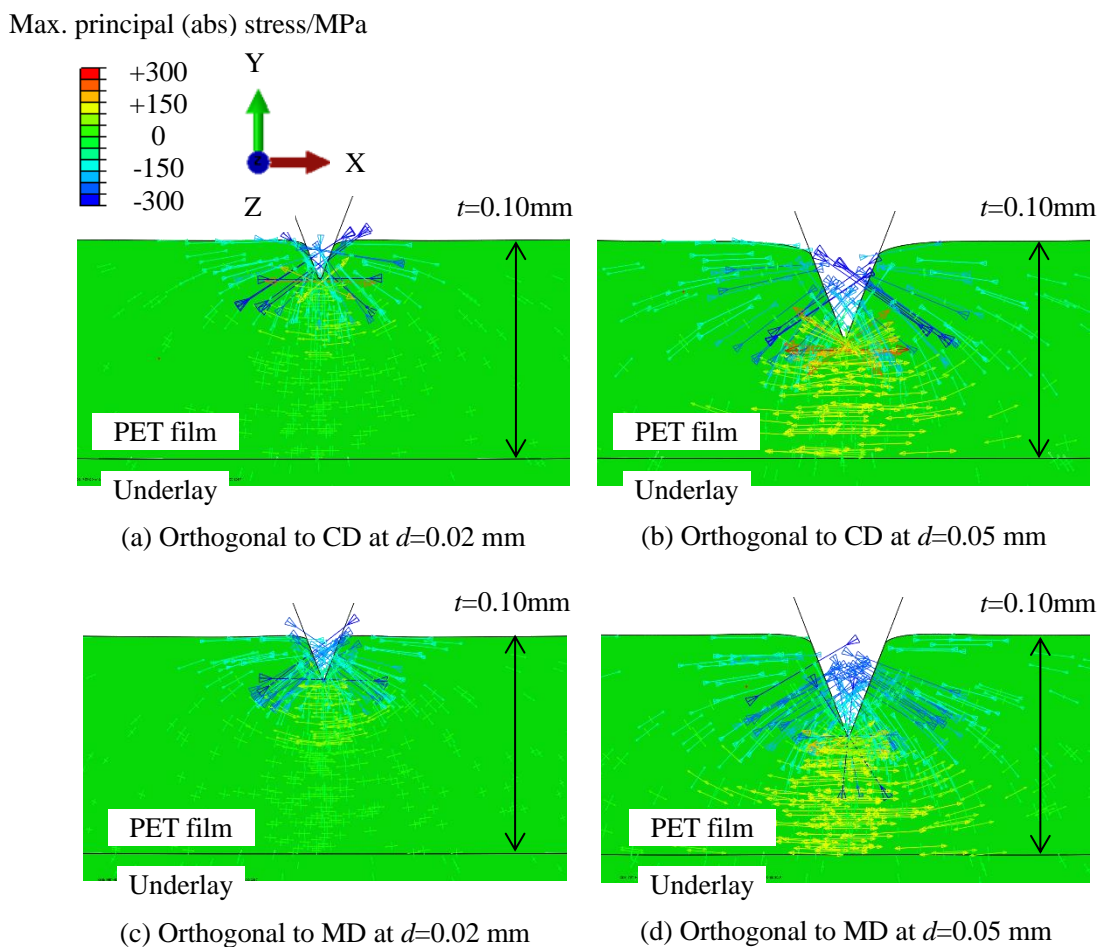 Max. principal (abs) stress/MPa
+300
+150
0
-150
-300
Y
X
Z
t=0.10mm
PET film
Underlay
(a) Orthogonal to CD at d=0.02 mm
t=0.10mm
PET film
Underlay
(b) Orthogonal to CD at d=0.05 mm
t=0.10mm
PET film
Underlay
(c) Orthogonal to MD at d=0.02 mm
t=0.10mm
PET film
Underlay
(d) Orthogonal to MD at d=0.05 mm